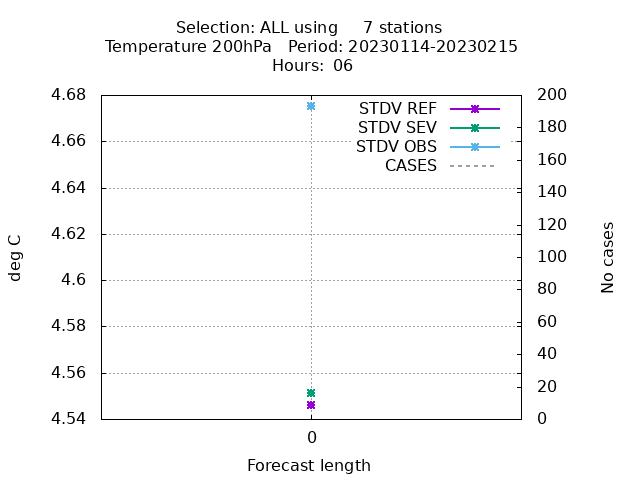 Selection: ALL using     7 stations
Temperature 200hPa   Period: 20230114-20230215
Hours:  06
4.68
4.66
4.64
4.62
4.6
4.58
4.56
4.54
deg C
STDV REF
STDV SEV
STDV OBS
CASES
200
180
160
140
120
100
80
60
40
20
0
No cases
0
Forecast length